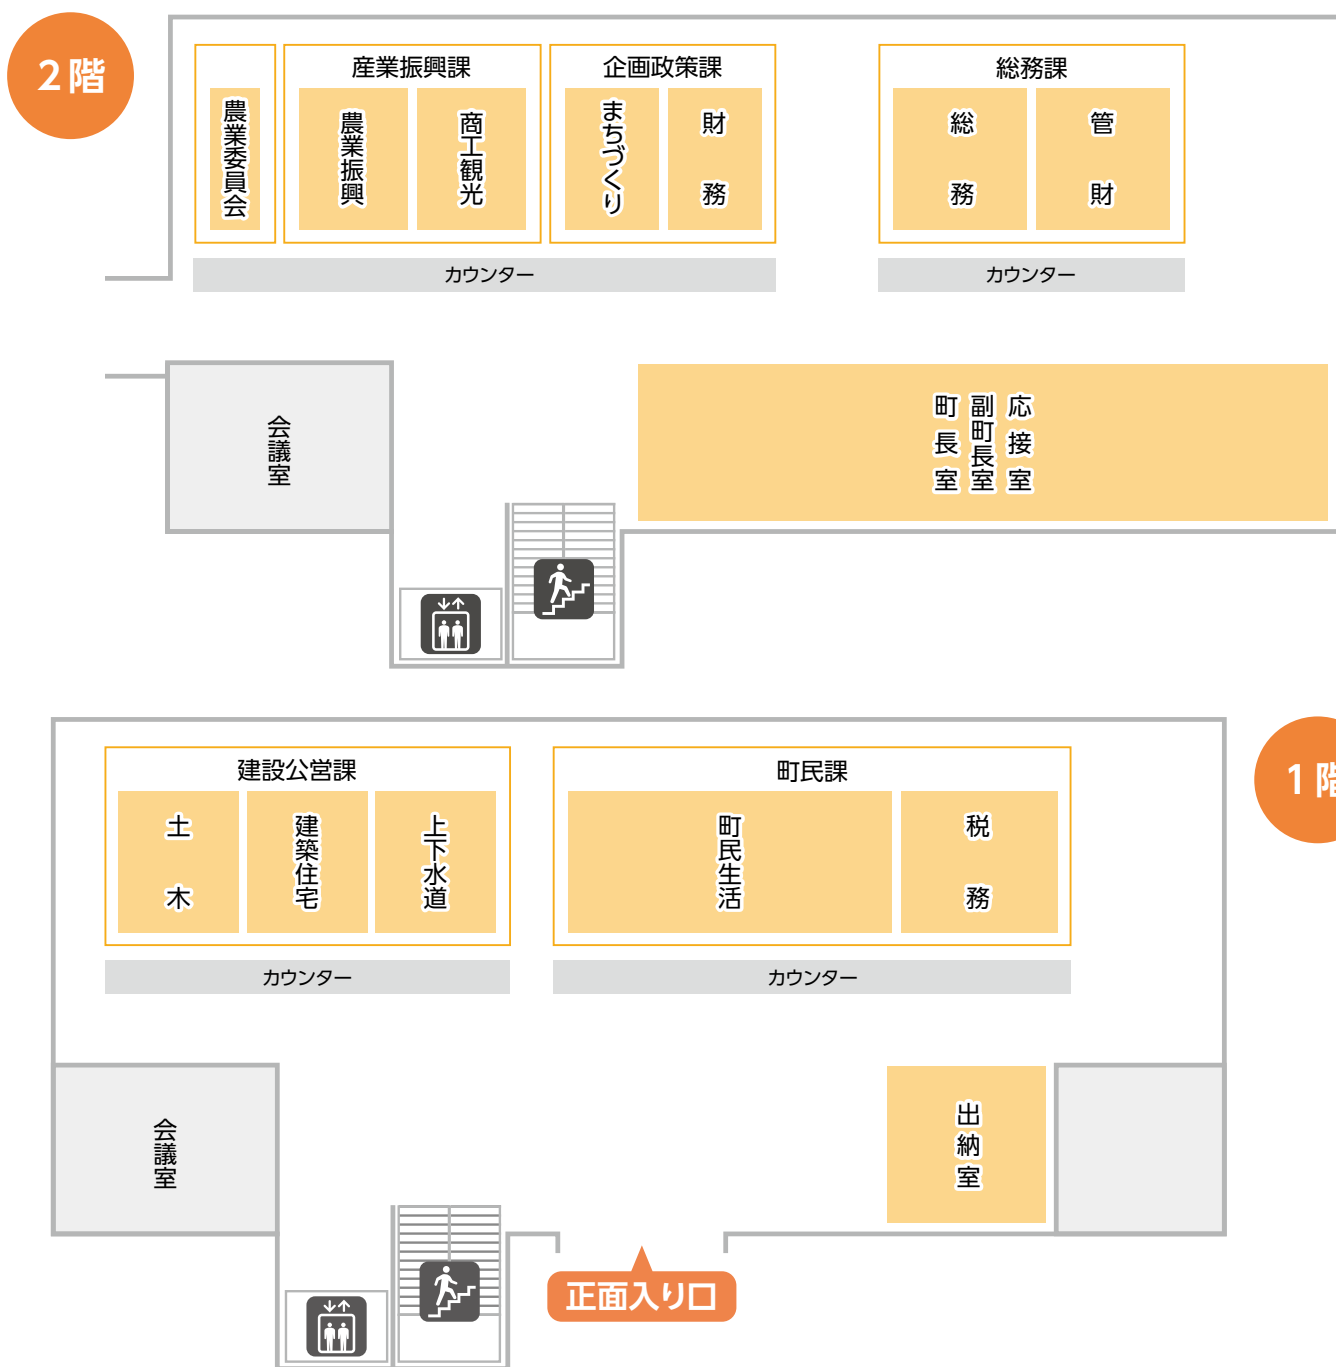 2階
産業振興課
企画政策課
総務課
農業委員会
農業振興
商工観光
まちづくり
財務
総務
管財
カウンター
カウンター
会議室
町長室
副町長室
応接室
1階
建設公営課
町民課
土木
建築住宅
上下水道
町民生活
税務
カウンター
カウンター
会議室
出納室
正面入り口